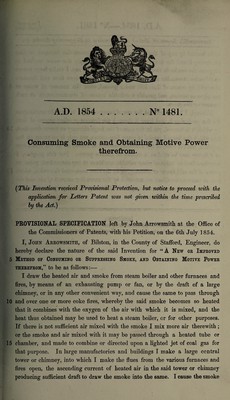 A.D. 1854 . . . . . . . N° 1481.
Consuming Smoke and Obtaining Motive Power
therefrom.
(This Invention received Provisional Protection, but notice to proceed with the
application for Letters Patent was not given within the time prescribed
by the Act.)
PROVISIONAL SPECIFICATION left by John Arrowsmith at the Office of
the Commissioners of Patents, with his Petition, on the 6th July 1854.
I, JOHN ARROWSMITH, of Bilston, in the County of Stafford, Engineer, do
hereby declare the nature of the said Invention for "A NEW OR IMPROVED
5 METHOD OF CONSUMING OR SUPPRESSING SMOKE, AND OBTAINING MOTIVE POWER
THEREFROM," to be as follows:—
I draw the heated air and smoke from steam boiler and other furnaces and
fires, by means of an exhausting pump or fan, or by the draft of a large
chimney, or in any other convenient way, and cause the same to pass through
10 and over one or more coke fires, whereby the said smoke becomes so heated
that it combines with the oxygen of the air with which it is mixed, and the
heat thus obtained may be used to heat a steam boiler, or for other purposes.
If there is not sufficient air mixed with the smoke I mix more air therewith;
or the smoke and air mixed with it may be passed through a heated tube or
15 chamber, and made to combine or directed upon a lighted jet of coal gas for
that purpose. In large manufactories and buildings I make a large central
tower or chimney, into which I make the flues from the various furnaces and
fires open, the ascending current of heated air in the said tower or chimney
producing sufficient draft to draw the smoke into the same. I cause the smoke